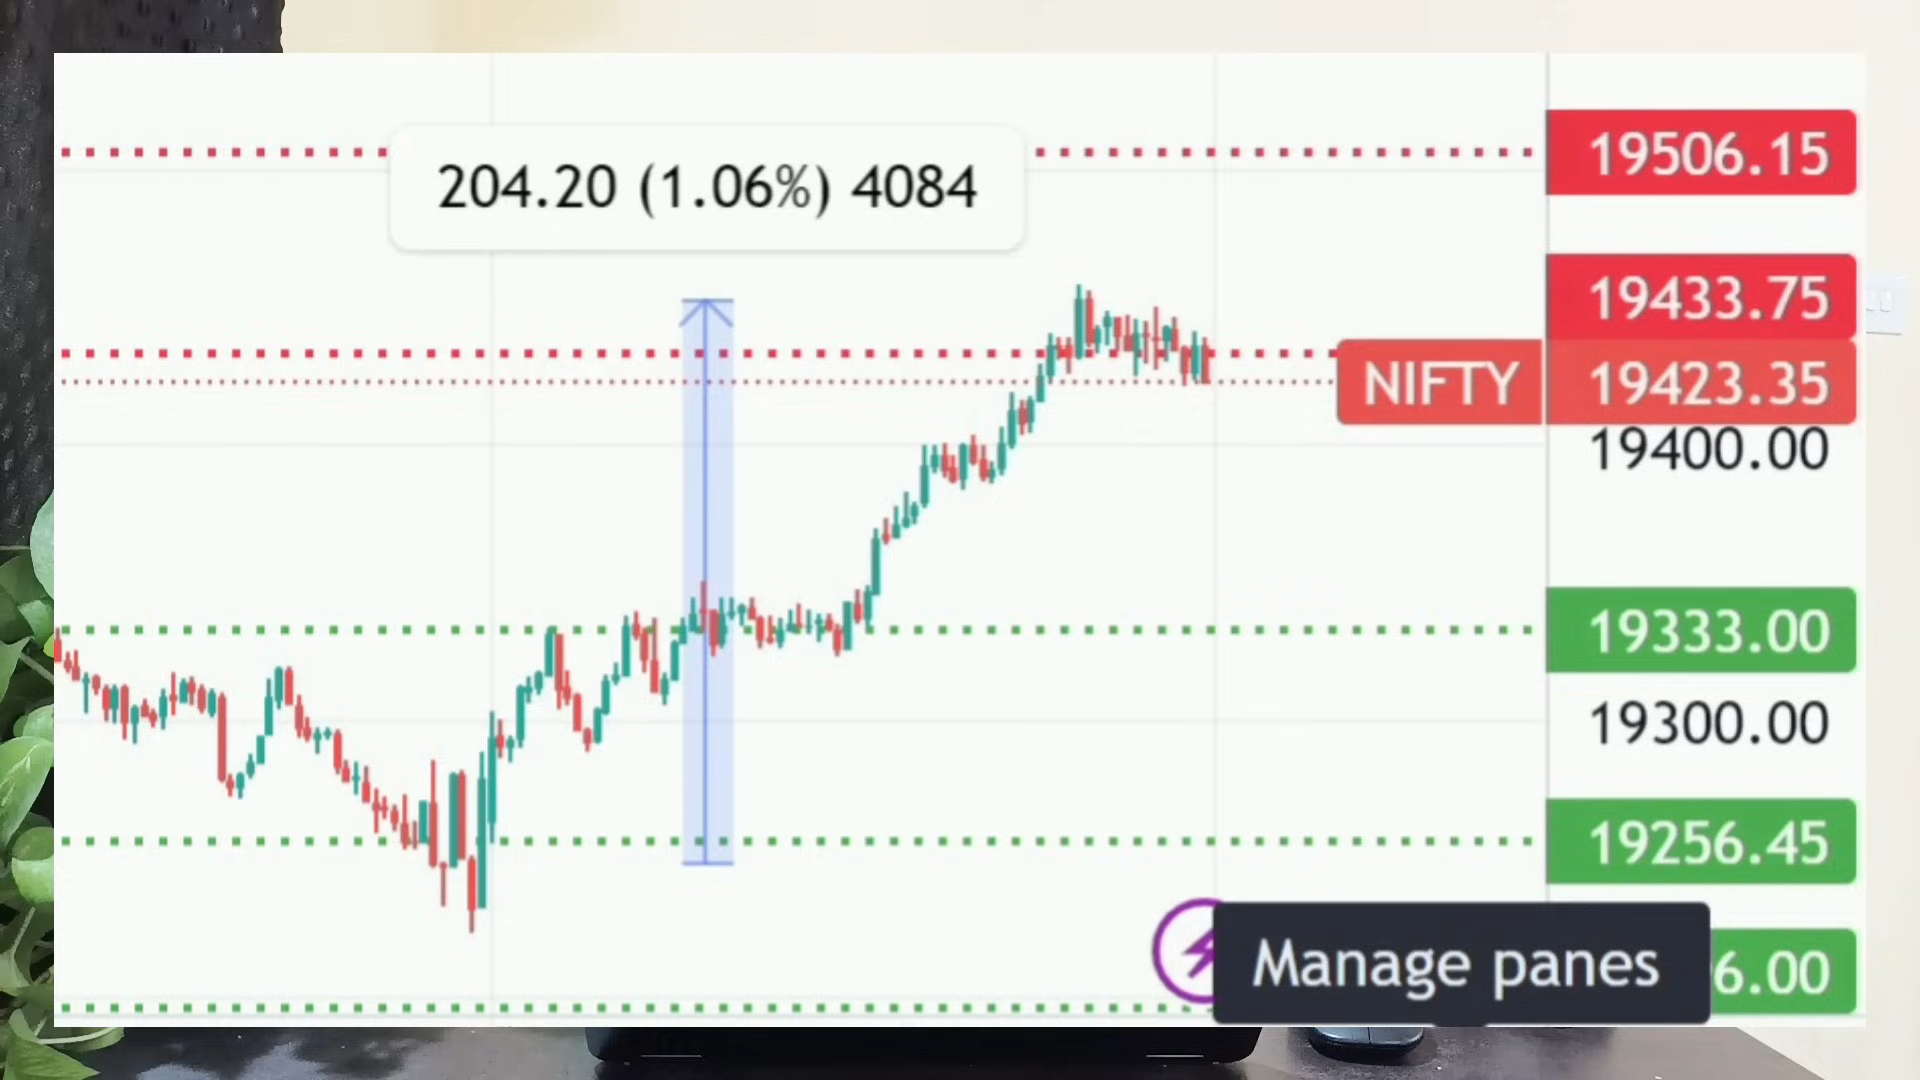 19506.15
204.20 (1.06%) 4084
19433.75
NIFTY 19423.35
19400.00
19333.00
19300.00
19256.45
Manage panes 6.00